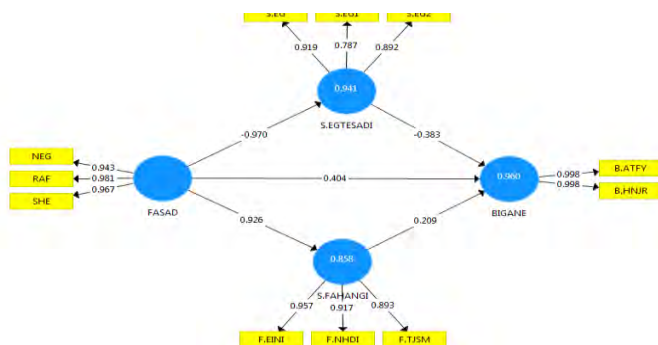 S.EG S.EG1 S.EG2
0.919 0.787 0.892
0.941
S.EGTESADI
-0.970 -0.383
NEG 0.943
RAF 0.981
SHE 0.967
FASAD
0.404
0.960
BIGANE
0.998 B.ATFY
0.998 B.HNJR
0.926 0.209
0.858
S.FAHANGI
0.957 0.917 0.893
F.EINI F.NHDI F.TJSM